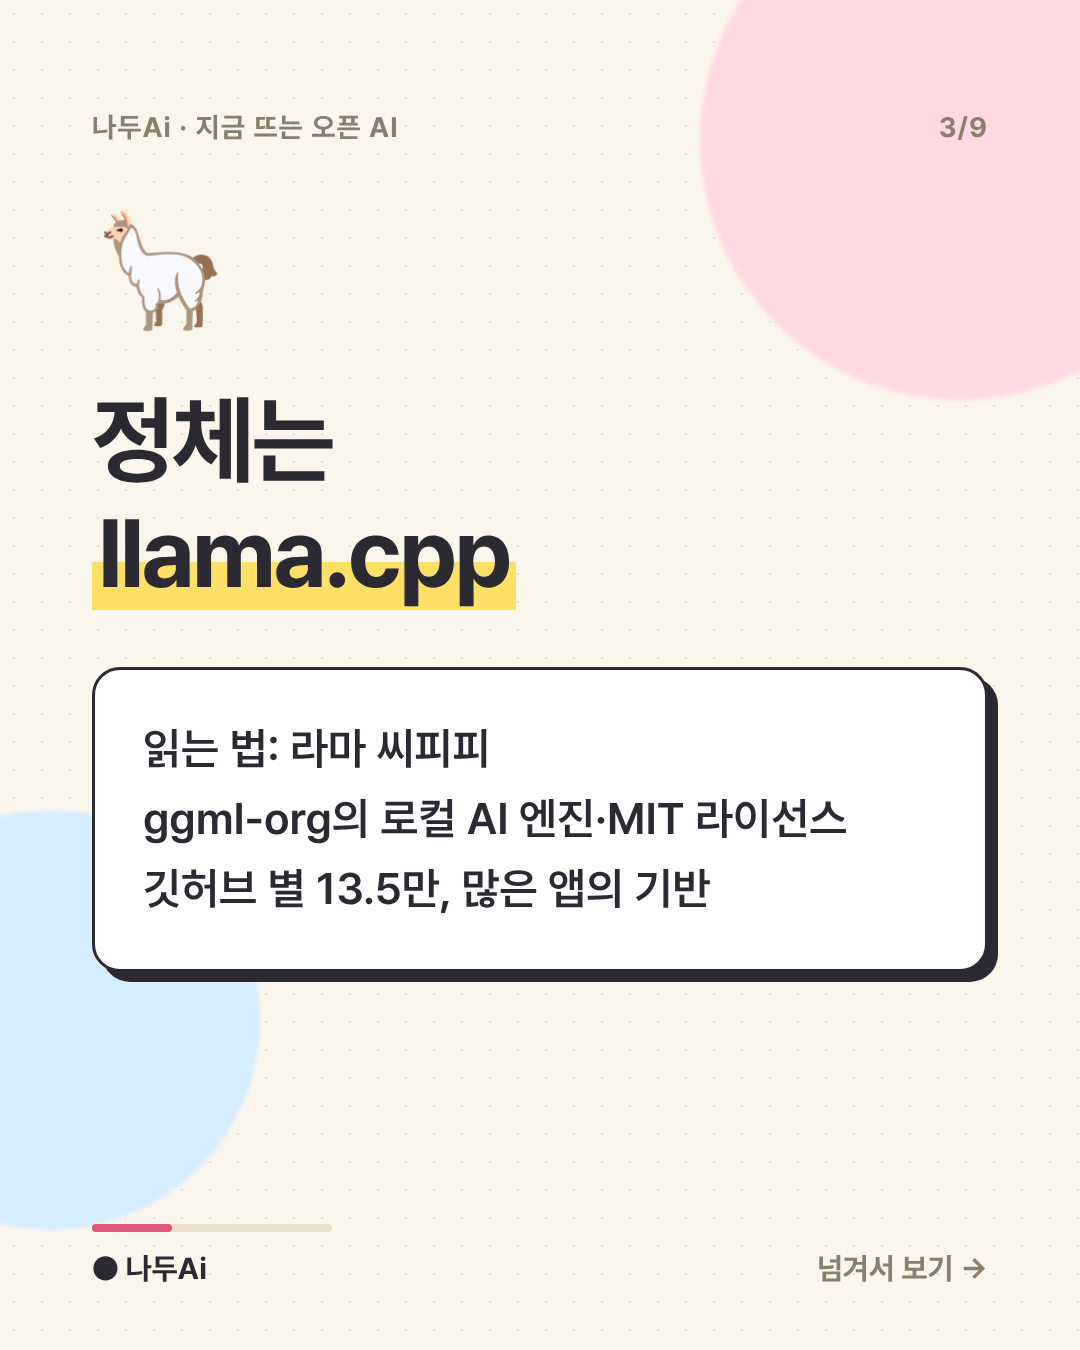 나두Ai · 지금 뜨는 오픈 AI
3/9
정체는
llama.cpp
읽는 법: 라마 씨피피
ggml-org의 로컬 AI 엔진·MIT 라이선스
깃허브 별 13.5만, 많은 앱의 기반
나두Ai
넘겨서 보기 →